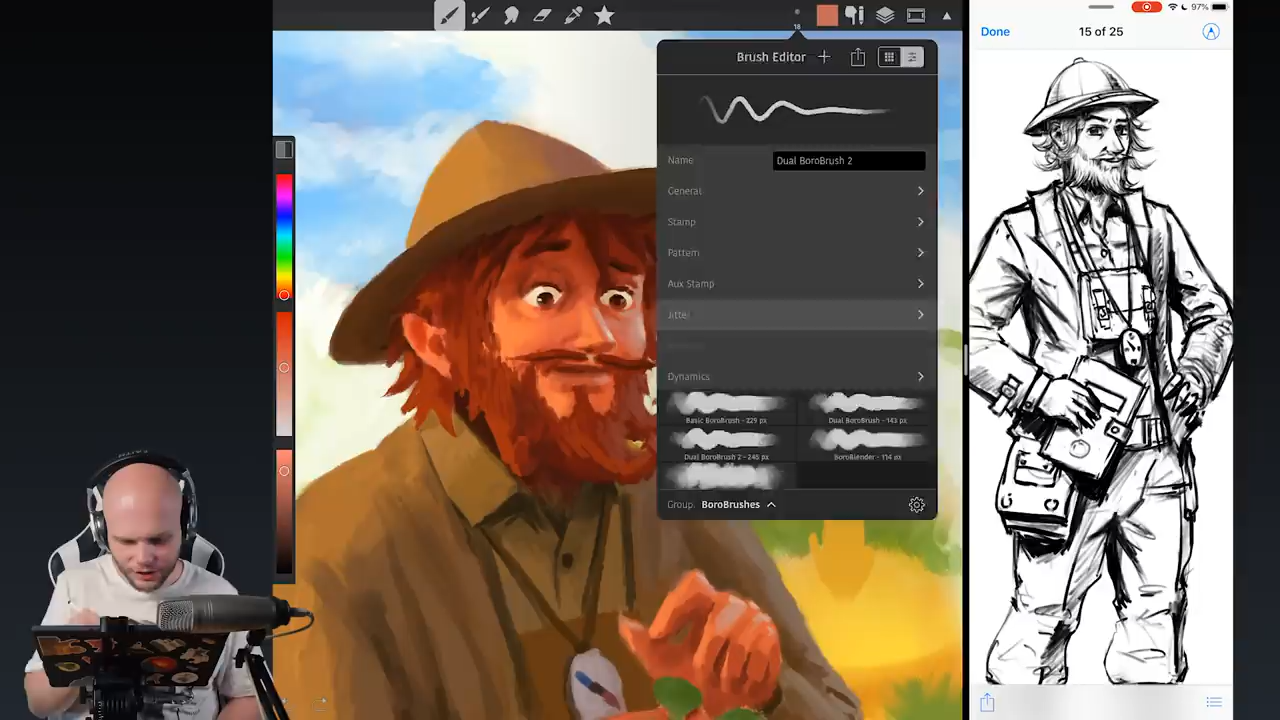 97%
Done
15 of 25
18
Brush Editor
Name
Dual BoroBrush 2
General
Stamp
Pattern
Aux Stamp
Jitter
Dynamics
Basic BoroBrush - 229 px
Dual BoroBrush - 143 px
Dual BoroBrush 2 - 245 px
BoroBlender - 114 px
Group: BoroBrushes